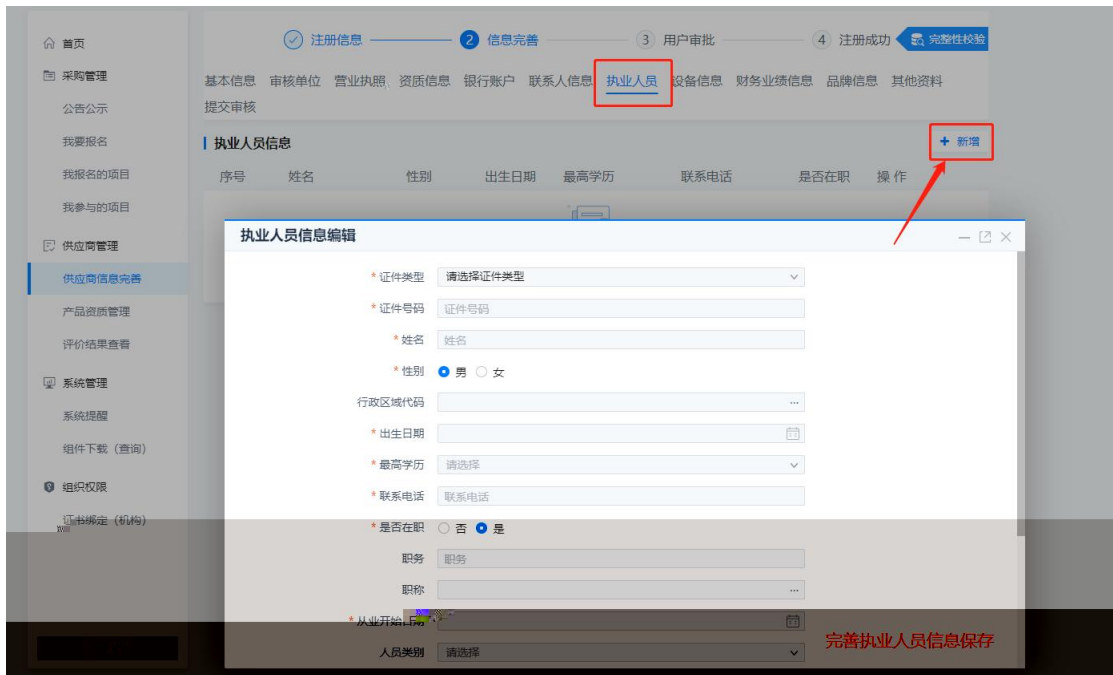 首页
采购管理
公告公示
我要报名
我报名的项目
我参与的项目
供应商管理
供应商信息完善
产品资质管理
评价结果查看
系统管理
系统提醒
组件下载（查询）
组织权限
证书绑定（机构）
注册信息 2 信息完善 3 用户审批 4 注册成功 完整性校验
基本信息 审核单位 营业执照 资质信息 银行账户 联系人信息 执业人员 设备信息 财务业绩信息 品牌信息 其他资料
提交审核
执业人员信息 + 新增
序号 姓名 性别 出生日期 最高学历 联系电话 是否在职 操作
执业人员信息编辑
* 证件类型 请选择证件类型
* 证件号码 证件号码
* 姓名 姓名
* 性别 男 女
行政区域代码 ...
* 出生日期
* 最高学历 请选择
* 联系电话 联系电话
* 是否在职 否 是
职务 职务
职称 ...
* 从业开始日期
人员类别 请选择
完善执业人员信息保存